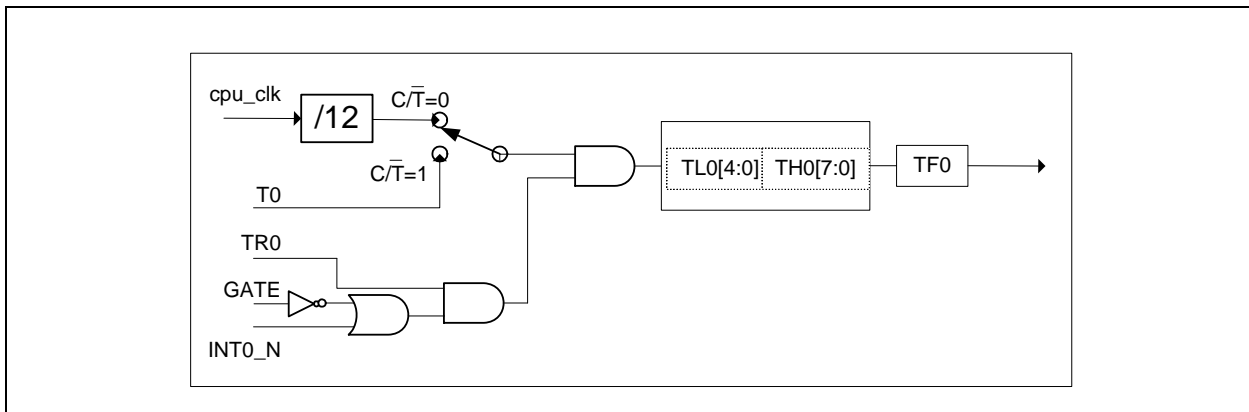 cpu_clk
/12
C/T̅=0
C/T̅=1
T0
TL0[4:0]
TH0[7:0]
TF0
TR0
GATE
INT0_N